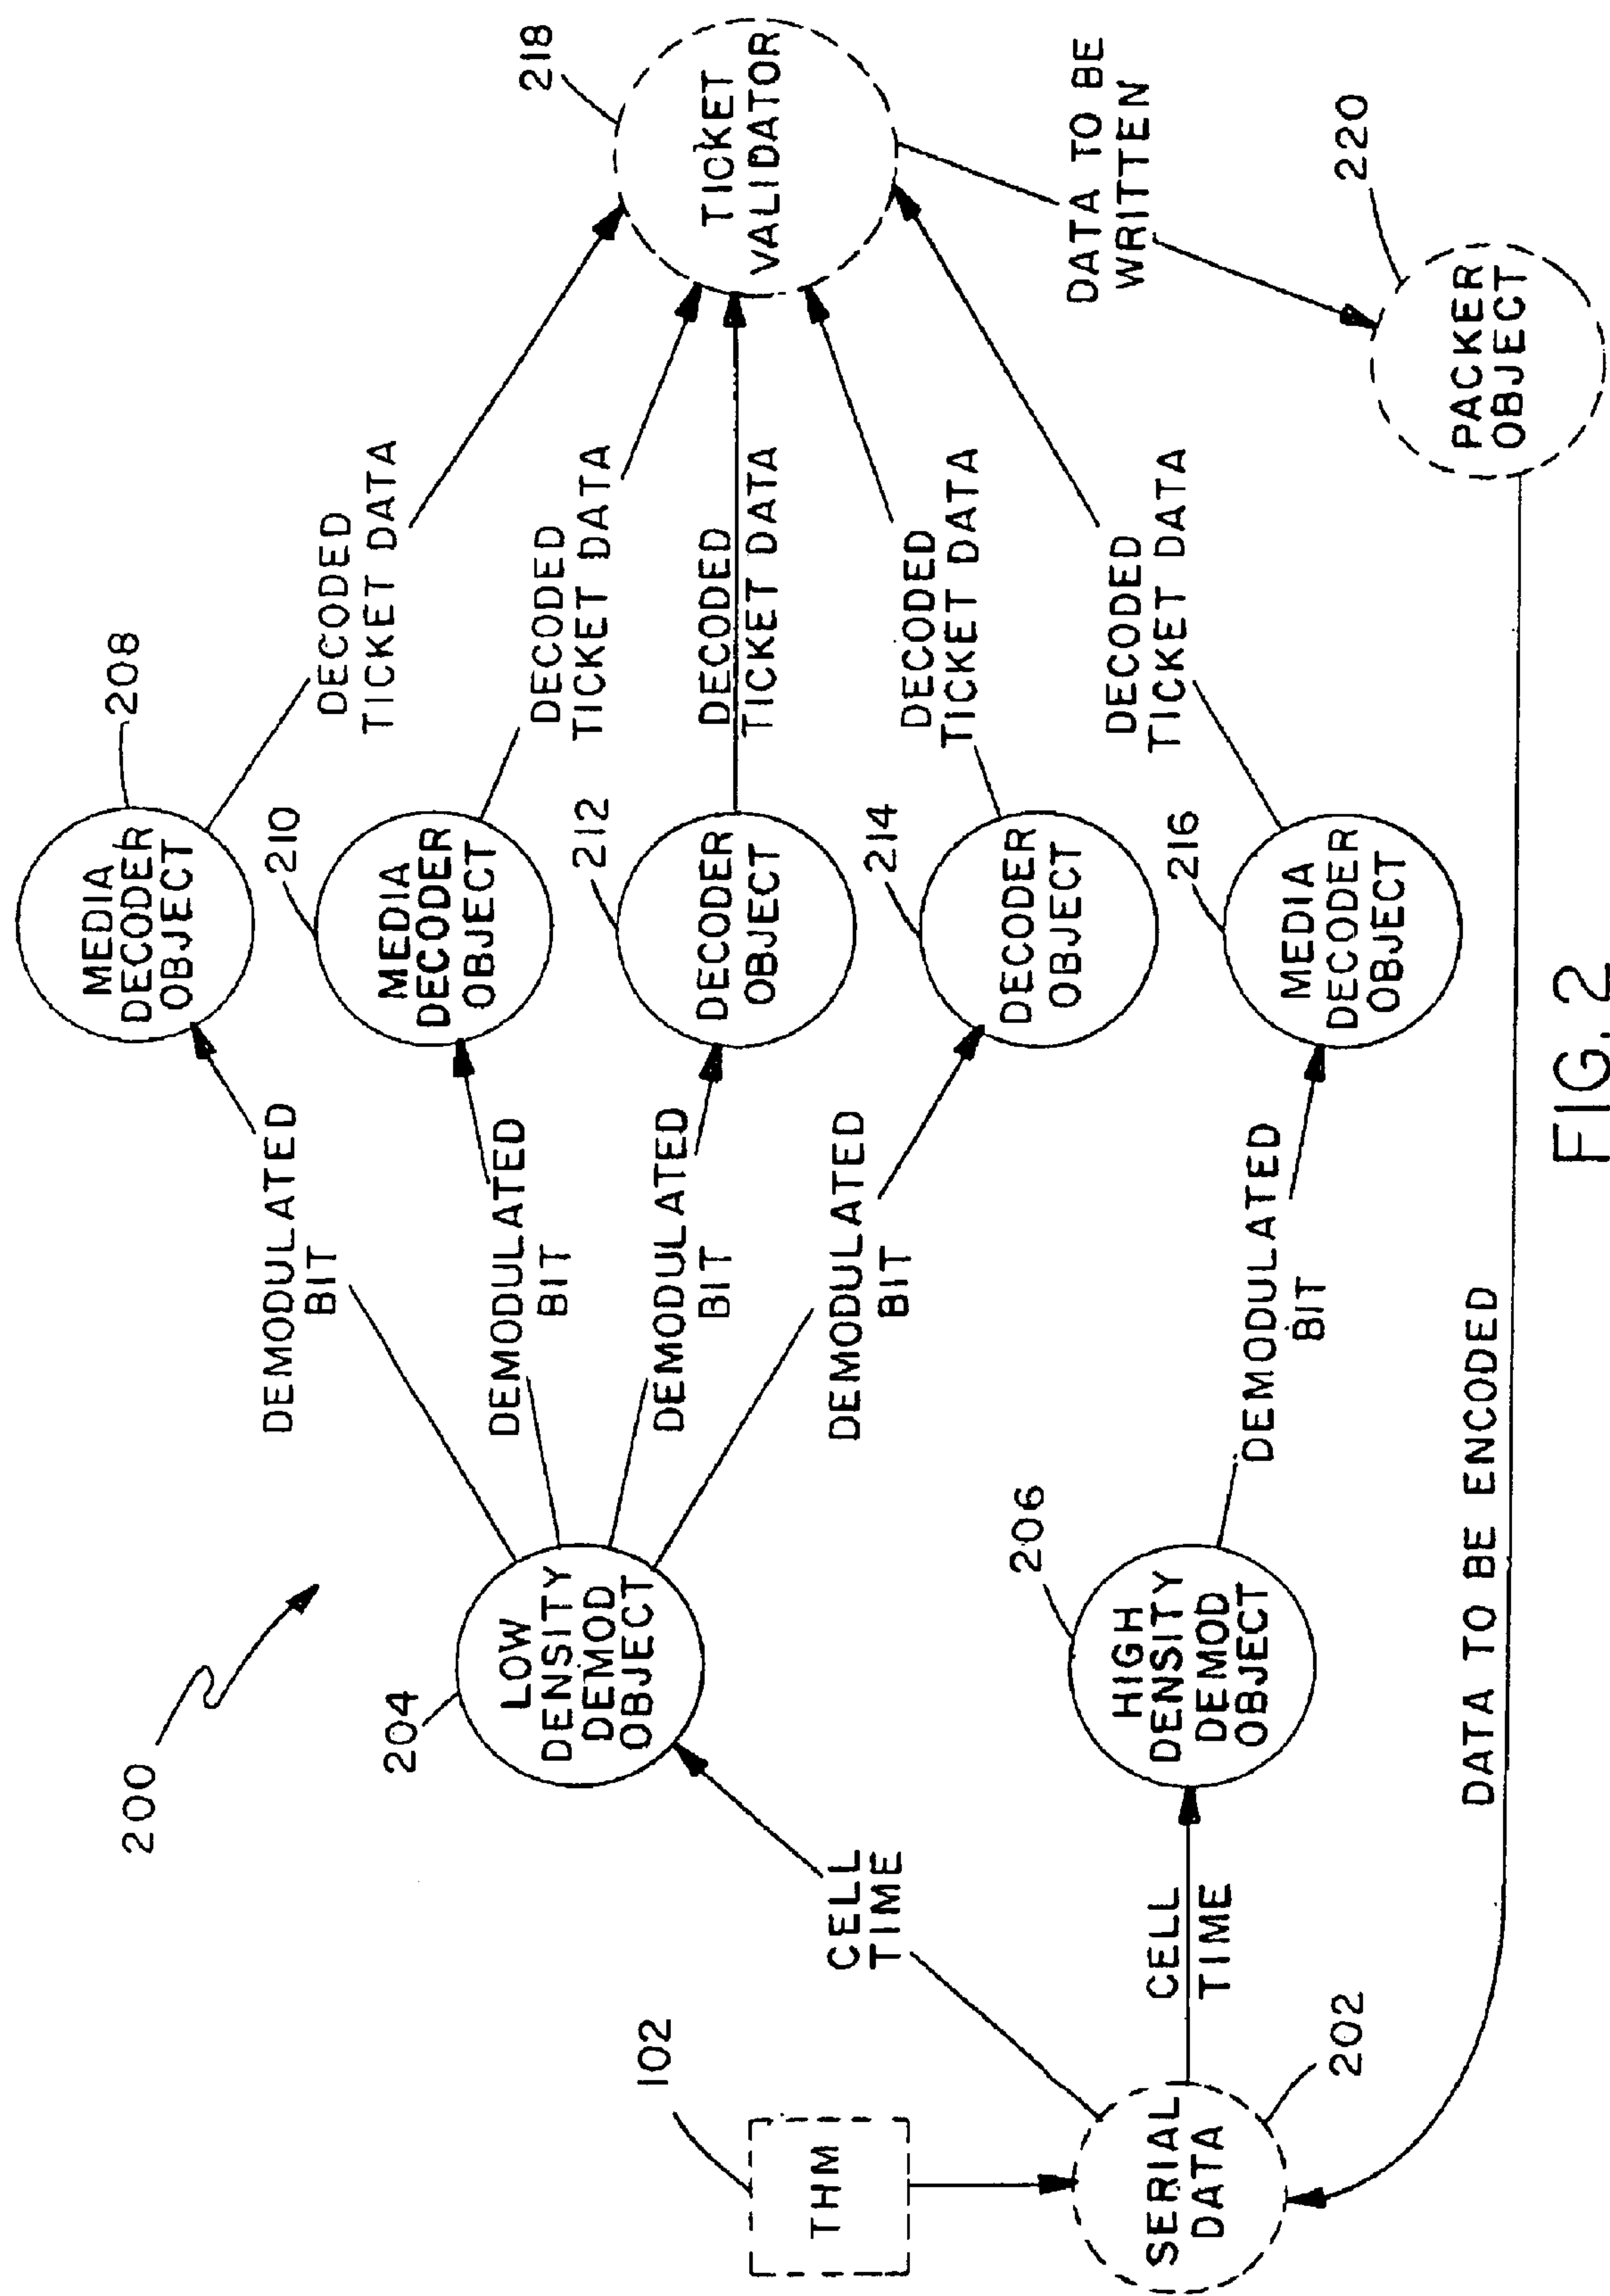 200
102
THM
SERIAL
DATA
202
CELL
TIME
CELL
TIME
204
LOW
DENSITY
DEMOD
OBJECT
206
HIGH
DENSITY
DEMOD
OBJECT
DEMODULATED
BIT
DEMODULATED
BIT
DEMODULATED
BIT
DEMODULATED
BIT
DEMODULATED
BIT
208
MEDIA
DECODER
OBJECT
210
MEDIA
DECODER
OBJECT
212
DECODER
OBJECT
214
DECODER
OBJECT
216
MEDIA
DECODER
OBJECT
DECODED
TICKET DATA
DECODED
TICKET DATA
DECODED
TICKET DATA
DECODED
TICKET DATA
DECODED
TICKET DATA
218
TICKET
VALIDATOR
DATA TO BE
WRITTEN
220
PACKER
OBJECT
DATA TO BE ENCODED
FIG. 2